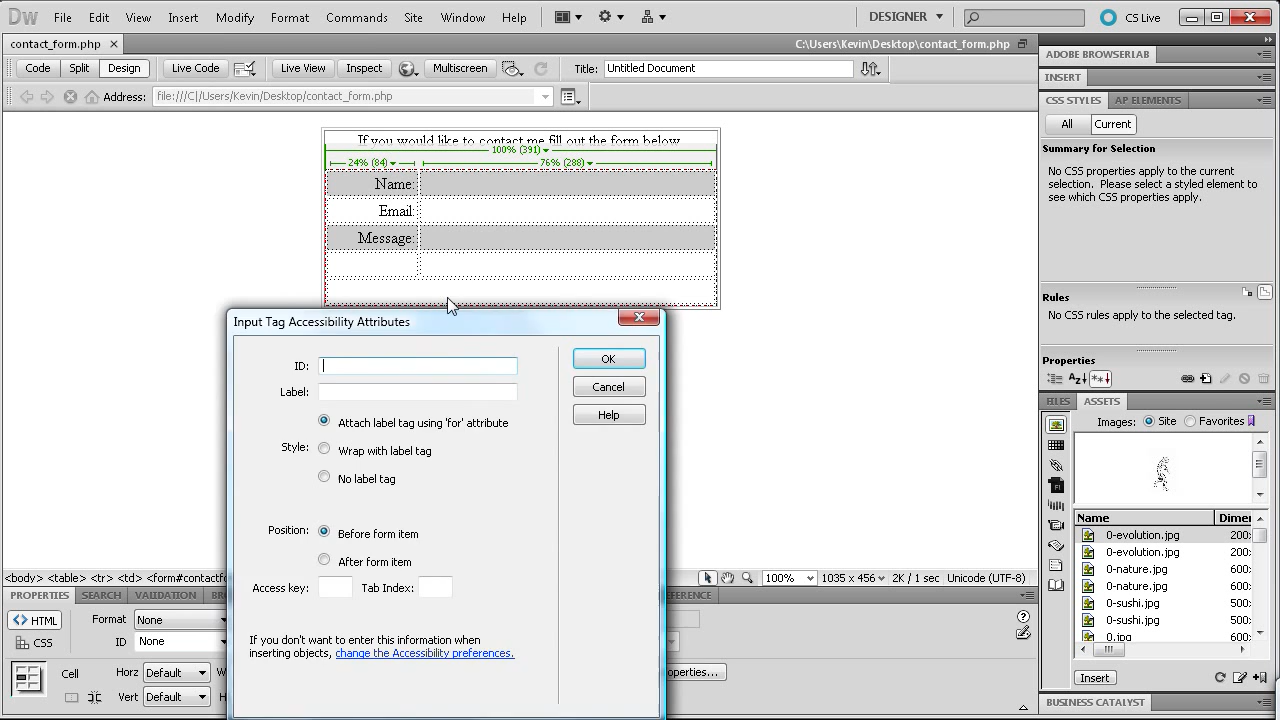 Dw File Edit View Insert Modify Format Commands Site Window Help DESIGNER CS Live
contact_form.php C:\Users\Kevin\Desktop\contact_form.php
Code Split Design Live Code Live View Inspect Multiscreen Title: Untitled Document
Address: file:///C|/Users/Kevin/Desktop/contact_form.php
If you would like to contact me fill out the form below
100% (391)
24% (84) 76% (288)
Name:
Email:
Message:
Input Tag Accessibility Attributes
ID:
Label:
Attach label tag using 'for' attribute
Style: Wrap with label tag
No label tag
Position: Before form item
After form item
Access key: Tab Index:
If you don't want to enter this information when
inserting objects, change the Accessibility preferences.
OK
Cancel
Help
<body> <table> <tr> <td> <form#contactf
100% 1035 x 456 2K / 1 sec Unicode (UTF-8)
PROPERTIES SEARCH VALIDATION
HTML Format None
CSS ID None
Cell Horz Default
Vert Default
ADOBE BROWSERLAB
INSERT
CSS STYLES AP ELEMENTS
All Current
Summary for Selection
No CSS properties apply to the current
selection. Please select a styled element to
see which CSS properties apply.
Rules
No CSS rules apply to the selected tag.
Properties
FILES ASSETS
Images: Site Favorites
Name Dimer
0-evolution.jpg 200:
0-evolution.jpg 200:
0-nature.jpg 600:
0-nature.jpg 600:
0-sushi.jpg 500:
0-sushi.jpg 500:
0.jpg 600:
Insert
BUSINESS CATALYST